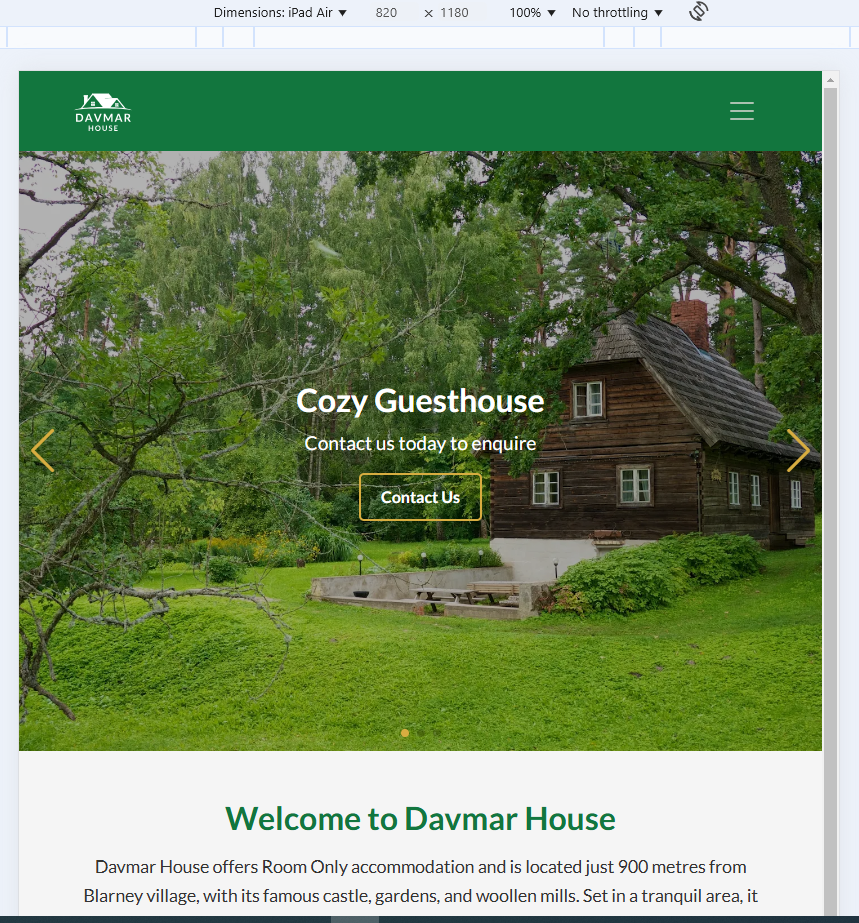 Dimensions: iPad Air 820 × 1180 100% No throttling
DAVMAR
HOUSE
Cozy Guesthouse
Contact us today to enquire
Contact Us
Welcome to Davmar House
Davmar House offers Room Only accommodation and is located just 900 metres from
Blarney village, with its famous castle, gardens, and woollen mills. Set in a tranquil area, it